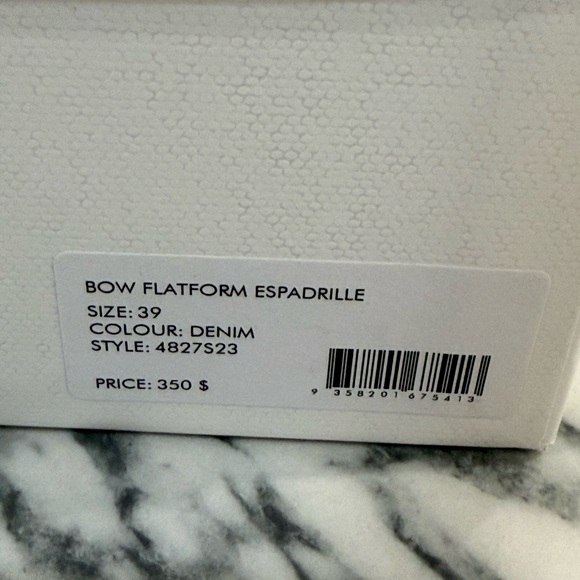 BOW FLATFORM ESPADRILLE
SIZE: 39
COLOUR: DENIM
STYLE: 4827S23
PRICE: 350 $
9 358201 675413